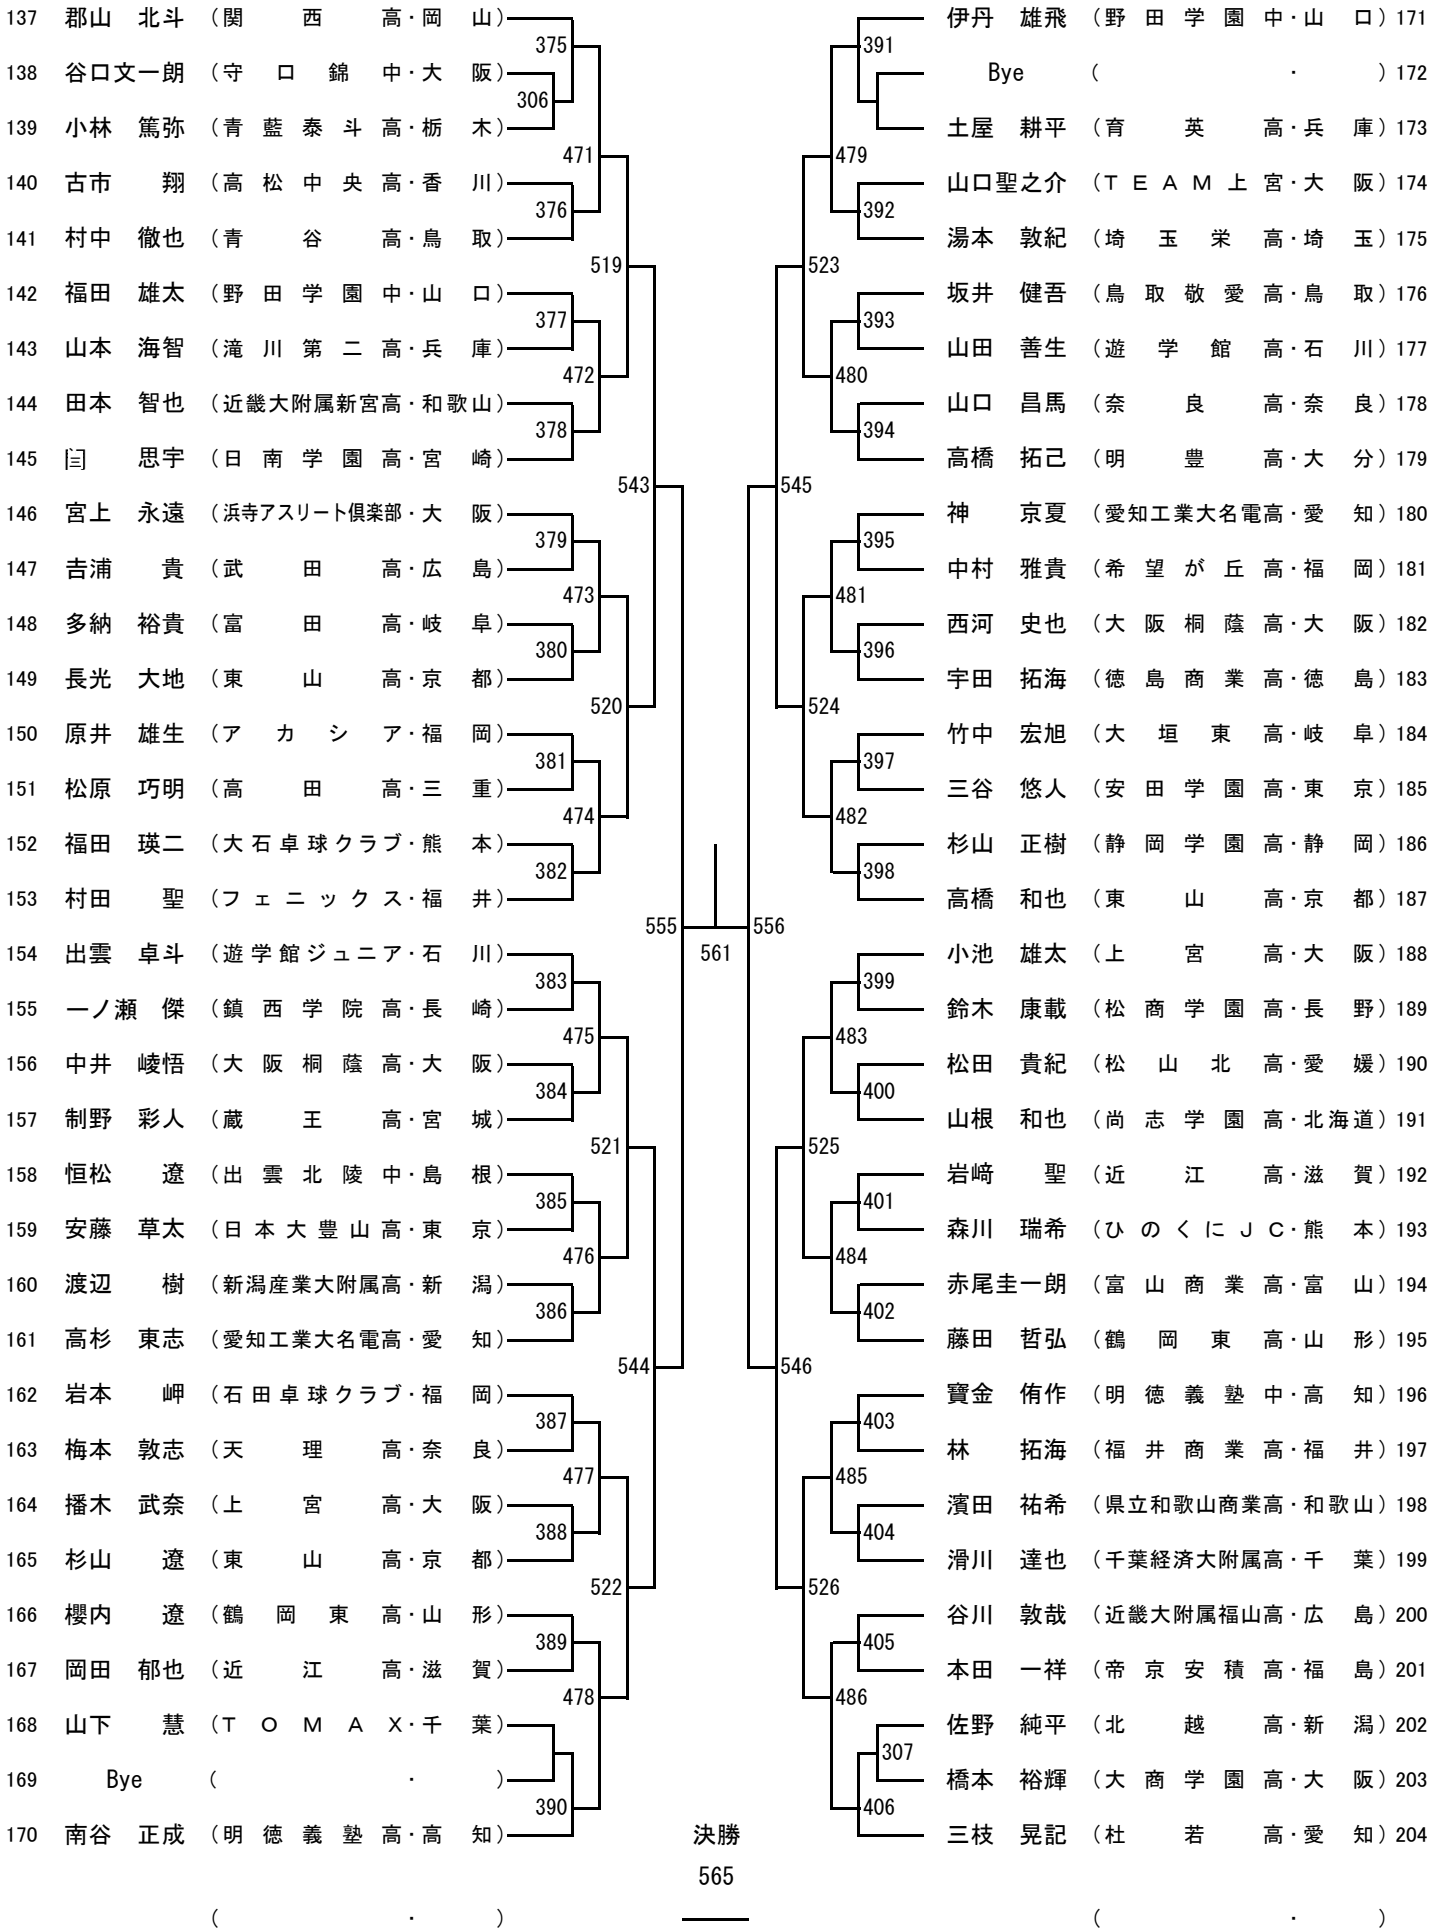 137 郡山 北斗 (関西高・岡山)
375
138 谷口文一朗 (守口錦中・大阪)
306
139 小林 篤弥 (青藍泰斗高・栃木)
471
140 古市 翔 (高松中央高・香川)
376
141 村中 徹也 (青谷高・鳥取)
519
142 福田 雄太 (野田学園中・山口)
377
143 山本 海智 (滝川第二高・兵庫)
472
144 田本 智也 (近畿大附属新宮高・和歌山)
378
145 闫 思宇 (日南学園高・宮崎)
543
146 宮上 永遠 (浜寺アスリート倶楽部・大阪)
379
147 吉浦 貴 (武田高・広島)
473
148 多納 裕貴 (富田高・岐阜)
380
149 長光 大地 (東山高・京都)
520
150 原井 雄生 (アカシア・福岡)
381
151 松原 巧明 (高田高・三重)
474
152 福田 瑛二 (大石卓球クラブ・熊本)
382
153 村田 聖 (フェニックス・福井)
555
154 出雲 卓斗 (遊学館ジュニア・石川)
383
155 一ノ瀬 傑 (鎮西学院高・長崎)
475
156 中井 崚悟 (大阪桐蔭高・大阪)
384
157 制野 彩人 (蔵王高・宮城)
521
158 恒松 遼 (出雲北陵中・島根)
385
159 安藤 草太 (日本大豊山高・東京)
476
160 渡辺 樹 (新潟産業大附属高・新潟)
386
161 高杉 東志 (愛知工業大名電高・愛知)
544
162 岩本 岬 (石田卓球クラブ・福岡)
387
163 梅本 敦志 (天理高・奈良)
477
164 播木 武奈 (上宮高・大阪)
388
165 杉山 遼 (東山高・京都)
522
166 櫻内 遼 (鶴岡東高・山形)
389
167 岡田 郁也 (近江高・滋賀)
478
168 山下 慧 (TOMAX・千葉)
169 Bye ( ・ )
390
170 南谷 正成 (明徳義塾高・高知)
( ・ )
561
決勝
565
伊丹 雄飛 (野田学園中・山口) 171
391
Bye ( ・ ) 172
土屋 耕平 (育英高・兵庫) 173
479
山口聖之介 (TEAM上宮・大阪) 174
392
湯本 敦紀 (埼玉栄高・埼玉) 175
523
坂井 健吾 (鳥取敬愛高・鳥取) 176
393
山田 善生 (遊学館高・石川) 177
480
山口 昌馬 (奈良高・奈良) 178
394
高橋 拓己 (明豊高・大分) 179
545
神 京夏 (愛知工業大名電高・愛知) 180
395
中村 雅貴 (希望が丘高・福岡) 181
481
西河 史也 (大阪桐蔭高・大阪) 182
396
宇田 拓海 (徳島商業高・徳島) 183
524
竹中 宏旭 (大垣東高・岐阜) 184
397
三谷 悠人 (安田学園高・東京) 185
482
杉山 正樹 (静岡学園高・静岡) 186
398
高橋 和也 (東山高・京都) 187
556
小池 雄太 (上宮高・大阪) 188
399
鈴木 康載 (松商学園高・長野) 189
483
松田 貴紀 (松山北高・愛媛) 190
400
山根 和也 (尚志学園高・北海道) 191
525
岩﨑 聖 (近江高・滋賀) 192
401
森川 瑞希 (ひのくにJC・熊本) 193
484
赤尾圭一朗 (富山商業高・富山) 194
402
藤田 哲弘 (鶴岡東高・山形) 195
546
寶金 侑作 (明徳義塾中・高知) 196
403
林 拓海 (福井商業高・福井) 197
485
濱田 祐希 (県立和歌山商業高・和歌山) 198
404
滑川 達也 (千葉経済大附属高・千葉) 199
526
谷川 敦哉 (近畿大附属福山高・広島) 200
405
本田 一祥 (帝京安積高・福島) 201
486
佐野 純平 (北越高・新潟) 202
307
橋本 裕輝 (大商学園高・大阪) 203
406
三枝 晃記 (杜若高・愛知) 204
( ・ )